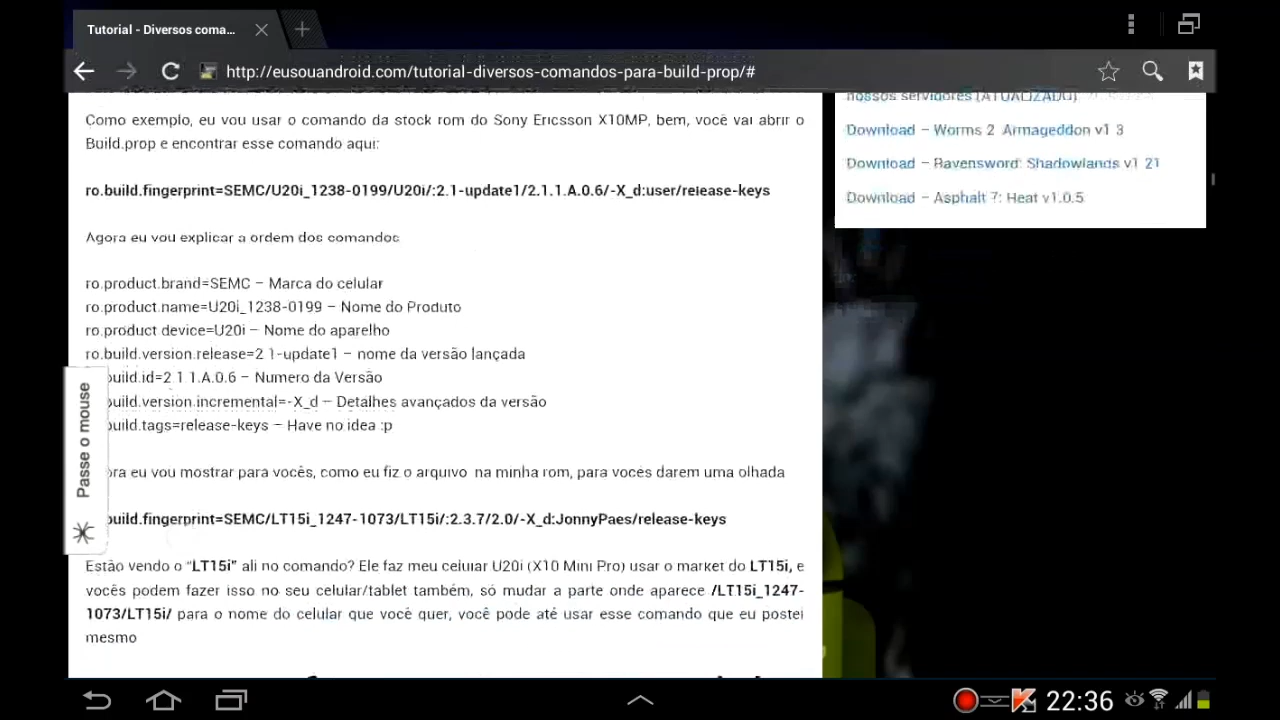 Tutorial - Diversos coma...
http://eusouandroid.com/tutorial-diversos-comandos-para-build-prop/#
Como exemplo, eu vou usar o comando da stock rom do Sony Ericsson X10MP, bem, você vai abrir o
Build.prop e encontrar esse comando aqui:
ro.build.fingerprint=SEMC/U20i_1238-0199/U20i/:2.1-update1/2.1.1.A.0.6/-X_d:user/release-keys
Agora eu vou explicar a ordem dos comandos
ro.product.brand=SEMC – Marca do celular
ro.product.name=U20i_1238-0199 – Nome do Produto
ro.product device=U20i – Nome do aparelho
ro.build.version.release=2 1-update1 – nome da versão lançada
build.id=2 1 1.A.0.6 – Numero da Versão
build.version.incremental=-X_d – Detalhes avançados da versão
build.tags=release-keys – Have no idea :p
ra eu vou mostrar para vocês, como eu fiz o arquivo na minha rom, para voces darem uma olhada
build.fingerprint=SEMC/LT15i_1247-1073/LT15i/:2.3.7/2.0/-X_d:JonnyPaes/release-keys
Estão vendo o “LT15i” ali no comando? Ele faz meu celular U20i (X10 Mini Pro) usar o market do LT15i, e
vocês podem fazer isso no seu celular/tablet também, só mudar a parte onde aparece /LT15i_1247-
1073/LT15i/ para o nome do celular que você quer, você pode até usar esse comando que eu postei
mesmo
nossos servidores (ATUALIZADO)
Download – Worms 2 Armageddon v1 3
Download – Ravensword: Shadowlands v1 21
Download – Asphalt 7: Heat v1.0.5
Passe o mouse
22:36